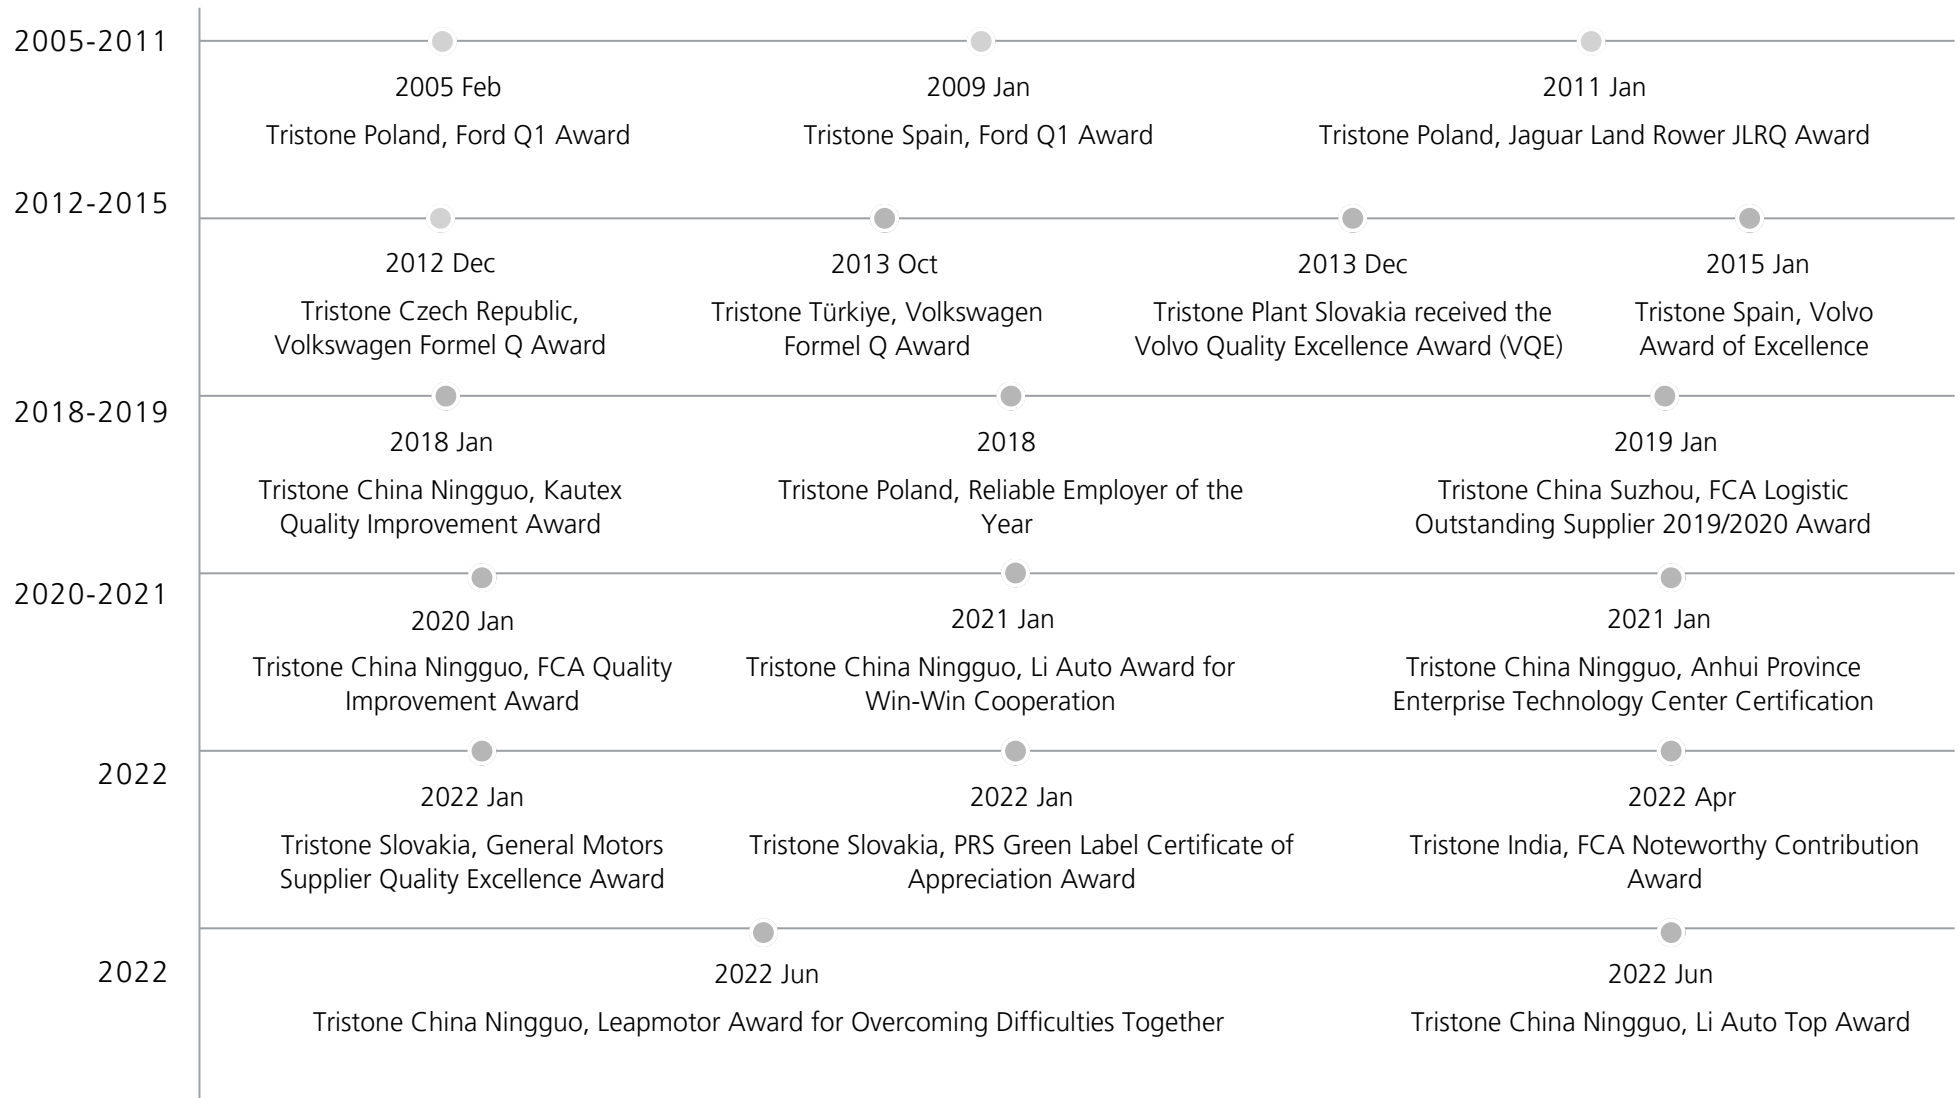 2005-2011
2005 Feb
Tristone Poland, Ford Q1 Award
2009 Jan
Tristone Spain, Ford Q1 Award
2011 Jan
Tristone Poland, Jaguar Land Rower JLRQ Award
2012-2015
2012 Dec
Tristone Czech Republic,
Volkswagen Formel Q Award
2013 Oct
Tristone Türkiye, Volkswagen
Formel Q Award
2013 Dec
Tristone Plant Slovakia received the
Volvo Quality Excellence Award (VQE)
2015 Jan
Tristone Spain, Volvo
Award of Excellence
2018-2019
2018 Jan
Tristone China Ningguo, Kautex
Quality Improvement Award
2018
Tristone Poland, Reliable Employer of the
Year
2019 Jan
Tristone China Suzhou, FCA Logistic
Outstanding Supplier 2019/2020 Award
2020-2021
2020 Jan
Tristone China Ningguo, FCA Quality
Improvement Award
2021 Jan
Tristone China Ningguo, Li Auto Award for
Win-Win Cooperation
2021 Jan
Tristone China Ningguo, Anhui Province
Enterprise Technology Center Certification
2022
2022 Jan
Tristone Slovakia, General Motors
Supplier Quality Excellence Award
2022 Jan
Tristone Slovakia, PRS Green Label Certificate of
Appreciation Award
2022 Apr
Tristone India, FCA Noteworthy Contribution
Award
2022
2022 Jun
Tristone China Ningguo, Leapmotor Award for Overcoming Difficulties Together
2022 Jun
Tristone China Ningguo, Li Auto Top Award